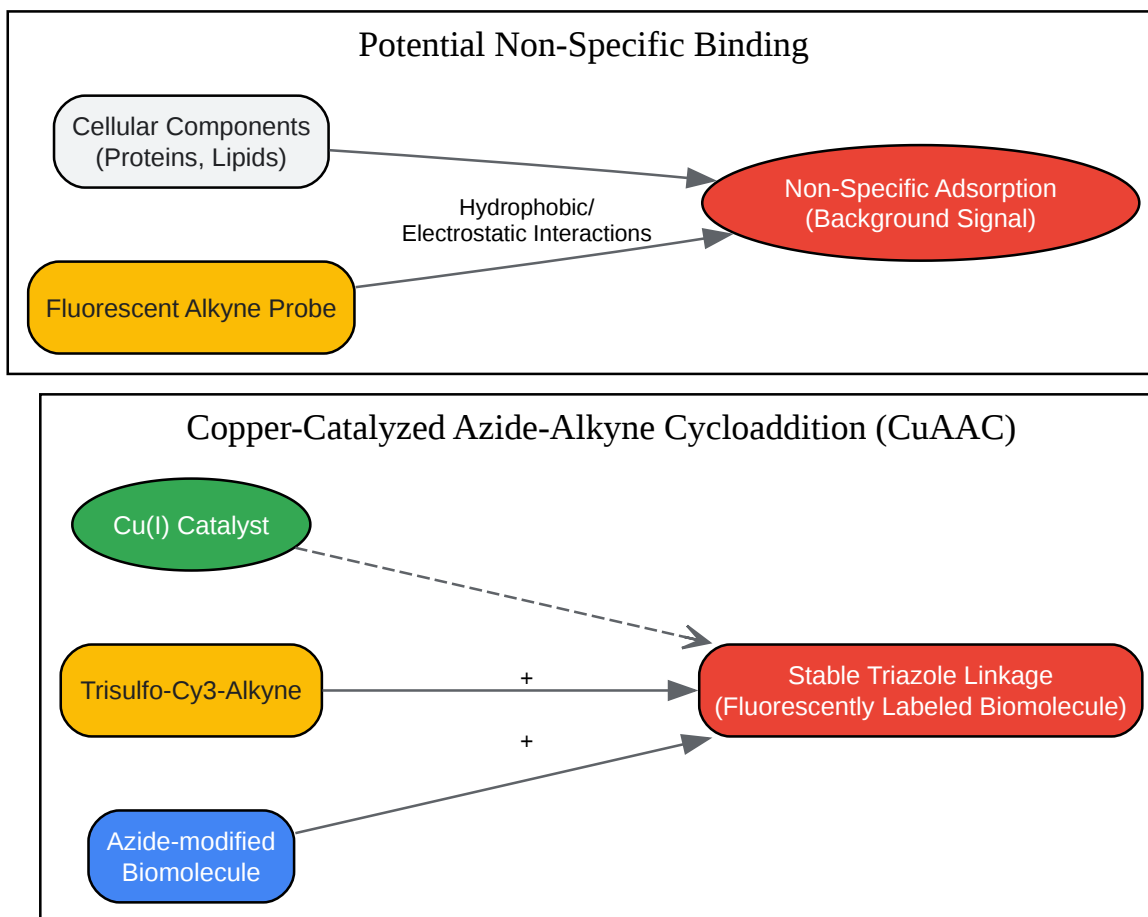 Potential Non-Specific Binding
Cellular Components
(Proteins, Lipids)
Non-Specific Adsorption
(Background Signal)
Hydrophobic/
Electrostatic Interactions
Fluorescent Alkyne Probe
Copper-Catalyzed Azide-Alkyne Cycloaddition (CuAAC)
Cu(I) Catalyst
Trisulfo-Cy3-Alkyne
+
Stable Triazole Linkage
(Fluorescently Labeled Biomolecule)
+
Azide-modified
Biomolecule